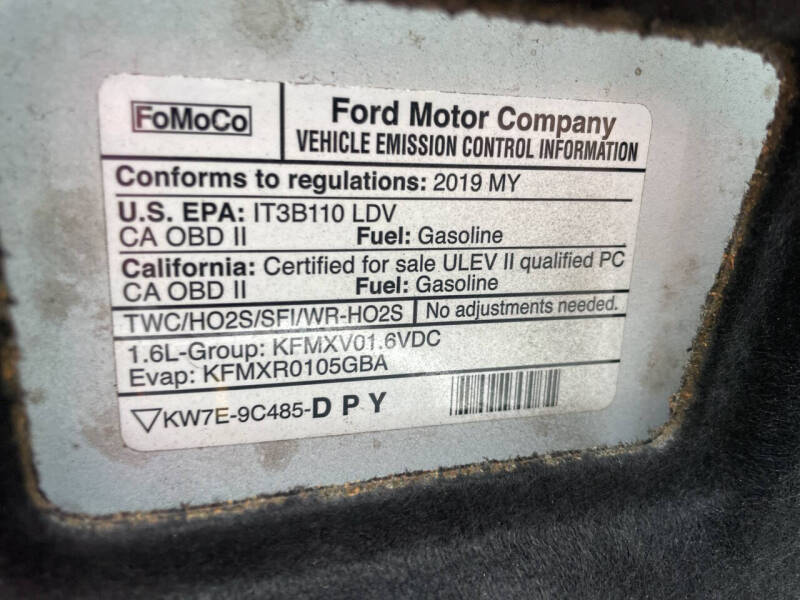 FoMoCo
Ford Motor Company
VEHICLE EMISSION CONTROL INFORMATION
Conforms to regulations: 2019 MY
U.S. EPA: IT3B110 LDV
CA OBD II Fuel: Gasoline
California: Certified for sale ULEV II qualified PC
CA OBD II Fuel: Gasoline
TWC/HO2S/SFI/WR-HO2S No adjustments needed.
1.6L-Group: KFMXV01.6VDC
Evap: KFMXR0105GBA
KW7E-9C485-DPY